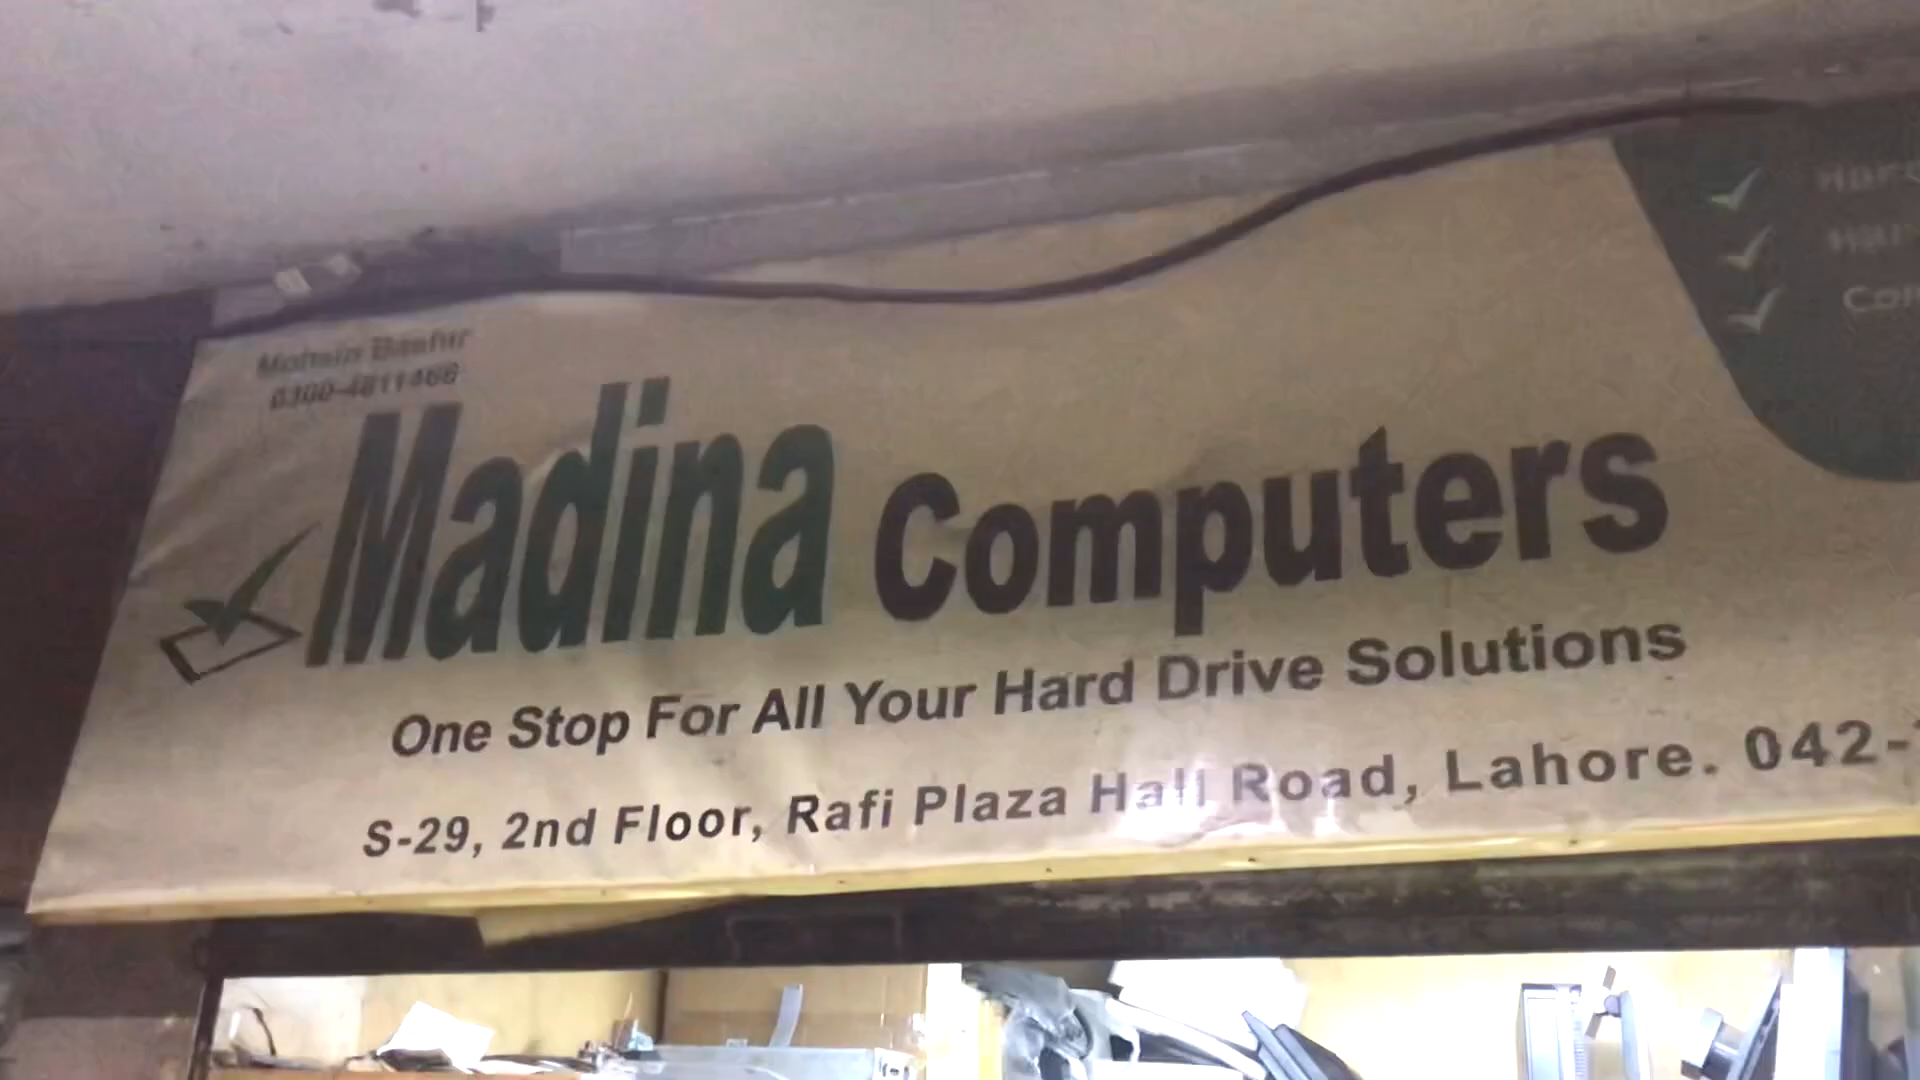 Mohsin Bashir
Madina Computers
One Stop For All Your Hard Drive Solutions
S-29, 2nd Floor, Rafi Plaza Hall Road, Lahore. 042-